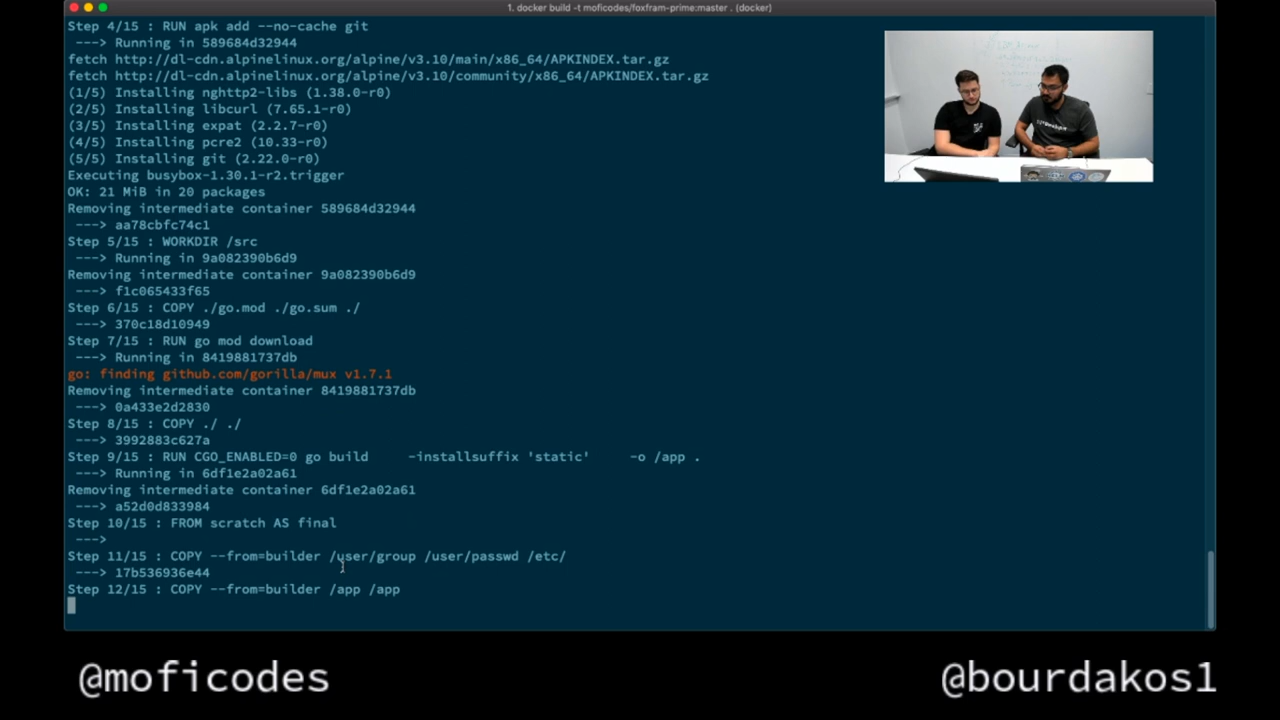 1. docker build -t moficodes/foxfram-prime:master . (docker)
Step 4/15 : RUN apk add --no-cache git
---> Running in 589684d32944
fetch http://dl-cdn.alpinelinux.org/alpine/v3.10/main/x86_64/APKINDEX.tar.gz
fetch http://dl-cdn.alpinelinux.org/alpine/v3.10/community/x86_64/APKINDEX.tar.gz
(1/5) Installing nghttp2-libs (1.38.0-r0)
(2/5) Installing libcurl (7.65.1-r0)
(3/5) Installing expat (2.2.7-r0)
(4/5) Installing pcre2 (10.33-r0)
(5/5) Installing git (2.22.0-r0)
Executing busybox-1.30.1-r2.trigger
OK: 21 MiB in 20 packages
Removing intermediate container 589684d32944
---> aa78cbfc74c1
Step 5/15 : WORKDIR /src
---> Running in 9a082390b6d9
Removing intermediate container 9a082390b6d9
---> f1c065433f65
Step 6/15 : COPY ./go.mod ./go.sum ./
---> 370c18d10949
Step 7/15 : RUN go mod download
---> Running in 8419881737db
go: finding github.com/gorilla/mux v1.7.1
Removing intermediate container 8419881737db
---> 0a433e2d2830
Step 8/15 : COPY ./ ./
---> 3992883c627a
Step 9/15 : RUN CGO_ENABLED=0 go build     -installsuffix 'static'     -o /app .
---> Running in 6df1e2a02a61
Removing intermediate container 6df1e2a02a61
---> a52d0d833984
Step 10/15 : FROM scratch AS final
--->
Step 11/15 : COPY --from=builder /user/group /user/passwd /etc/
---> 17b536936e44
Step 12/15 : COPY --from=builder /app /app
@moficodes
@bourdakos1